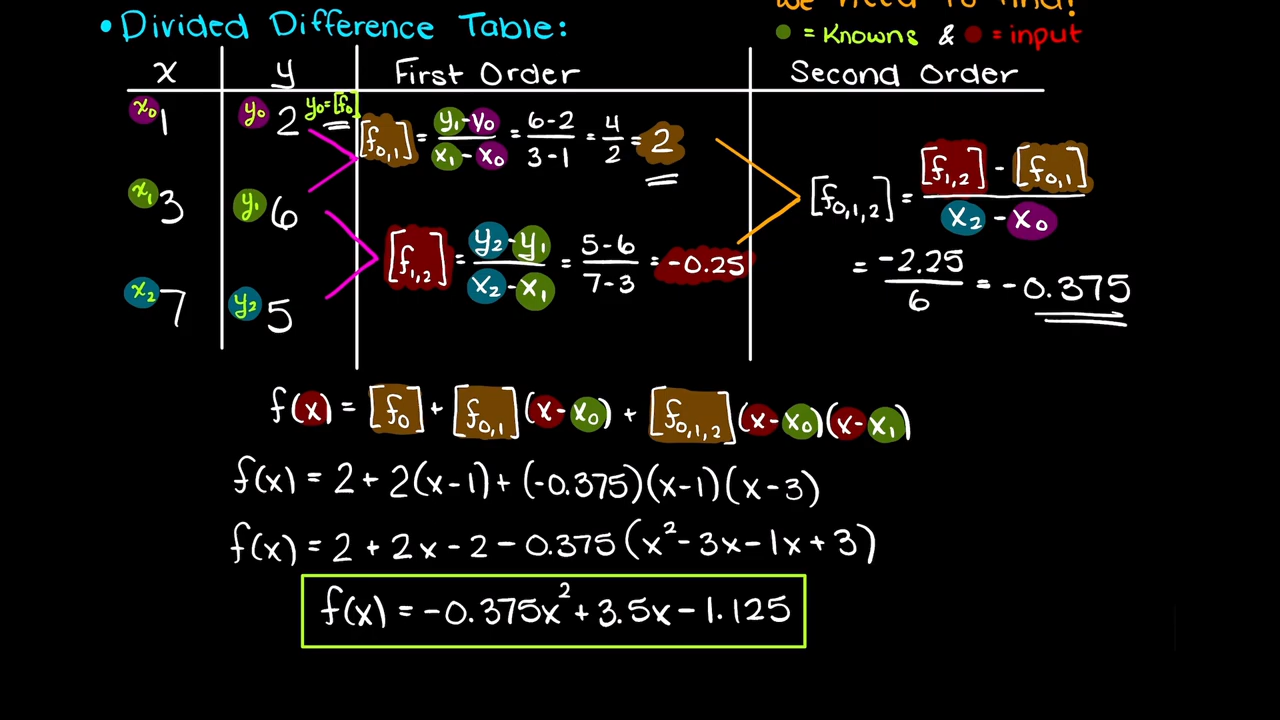 we need to find!
• Divided Difference Table:
= Knowns & = input
x y First Order Second Order
x₀ 1 y₀ 2 y₀=[f₀]
[f₀,₁] = y₁-y₀ / x₁-x₀ = 6-2 / 3-1 = 4/2 = 2
x₁ 3 y₁ 6
[f₀,₁,₂] = [f₁,₂] - [f₀,₁] / x₂ - x₀
[f₁,₂] = y₂-y₁ / x₂-x₁ = 5-6 / 7-3 = -0.25
= -2.25 / 6 = -0.375
x₂ 7 y₂ 5
f(x) = [f₀] + [f₀,₁](x-x₀) + [f₀,₁,₂](x-x₀)(x-x₁)
f(x) = 2 + 2(x-1) + (-0.375)(x-1)(x-3)
f(x) = 2 + 2x - 2 - 0.375(x² - 3x - 1x + 3)
f(x) = -0.375x² + 3.5x - 1.125